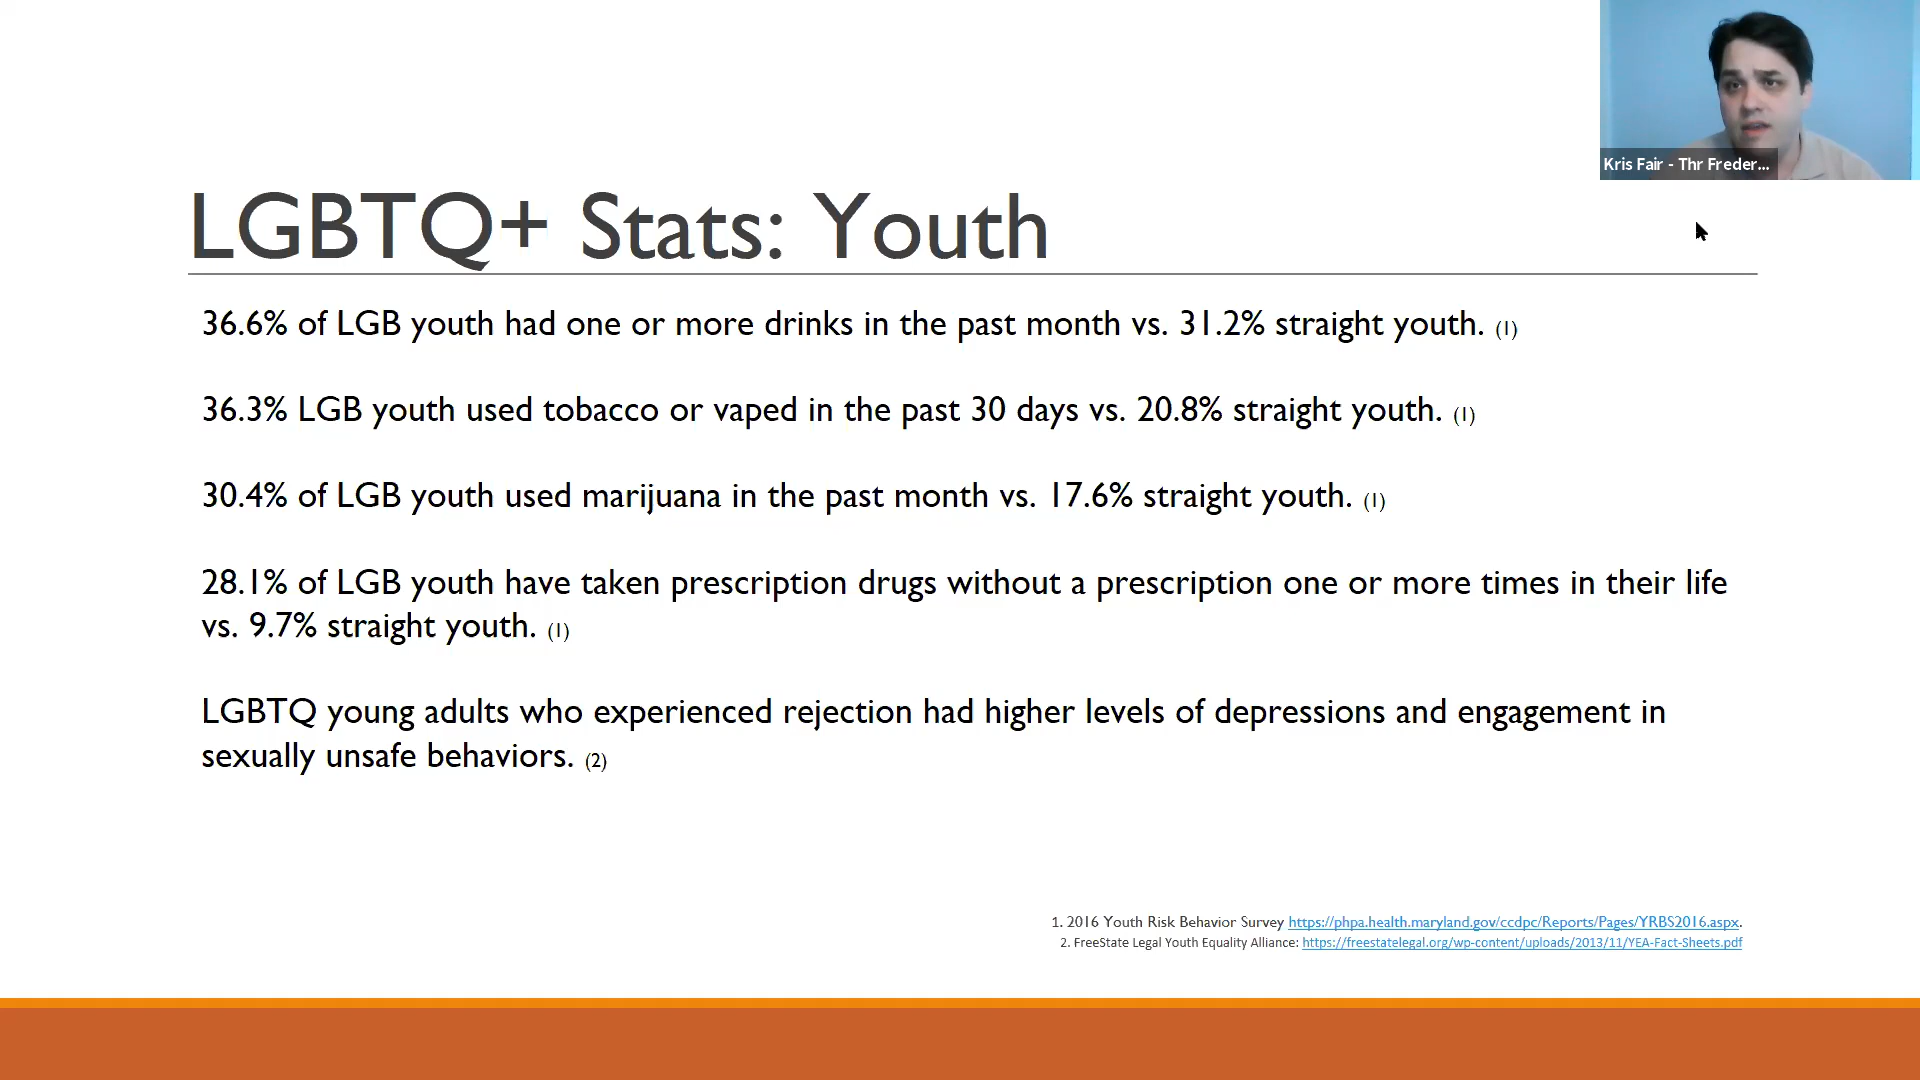 Kris Fair - Thr Freder...
LGBTQ+ Stats: Youth
36.6% of LGB youth had one or more drinks in the past month vs. 31.2% straight youth. (1)
36.3% LGB youth used tobacco or vaped in the past 30 days vs. 20.8% straight youth. (1)
30.4% of LGB youth used marijuana in the past month vs. 17.6% straight youth. (1)
28.1% of LGB youth have taken prescription drugs without a prescription one or more times in their life
vs. 9.7% straight youth. (1)
LGBTQ young adults who experienced rejection had higher levels of depressions and engagement in
sexually unsafe behaviors. (2)
1. 2016 Youth Risk Behavior Survey https://phpa.health.maryland.gov/ccdpc/Reports/Pages/YRBS2016.aspx.
2. FreeState Legal Youth Equality Alliance: https://freestatelegal.org/wp-content/uploads/2013/11/YEA-Fact-Sheets.pdf